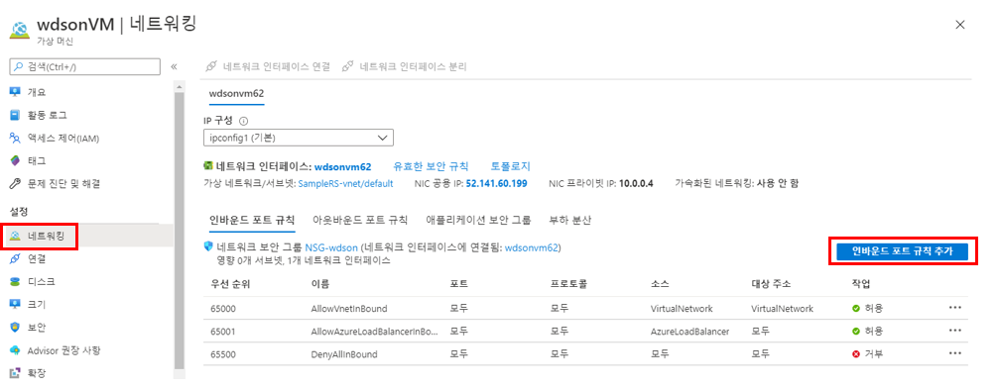 wdsonVM | 네트워킹
가상 머신
검색(Ctrl+/)
«
개요
활동 로그
액세스 제어(IAM)
태그
문제 진단 및 해결
설정
네트워킹
연결
디스크
크기
보안
Advisor 권장 사항
확장
네트워크 인터페이스 연결 네트워크 인터페이스 분리
wdsonvm62
IP 구성
ipconfig1 (기본)
네트워크 인터페이스: wdsonvm62 유효한 보안 규칙 토폴로지
가상 네트워크/서브넷: SampleRS-vnet/default NIC 공용 IP: 52.141.60.199 NIC 프라이빗 IP: 10.0.0.4 가속화된 네트워킹: 사용 안 함
인바운드 포트 규칙 아웃바운드 포트 규칙 애플리케이션 보안 그룹 부하 분산
네트워크 보안 그룹 NSG-wdson (네트워크 인터페이스에 연결됨: wdsonvm62)
영향 0개 서브넷, 1개 네트워크 인터페이스
인바운드 포트 규칙 추가
우선 순위 이름 포트 프로토콜 소스 대상 주소 작업
65000 AllowVnetInBound 모두 모두 VirtualNetwork VirtualNetwork 허용 ...
65001 AllowAzureLoadBalancerInBo... 모두 모두 AzureLoadBalancer 모두 허용 ...
65500 DenyAllInBound 모두 모두 모두 모두 거부 ...